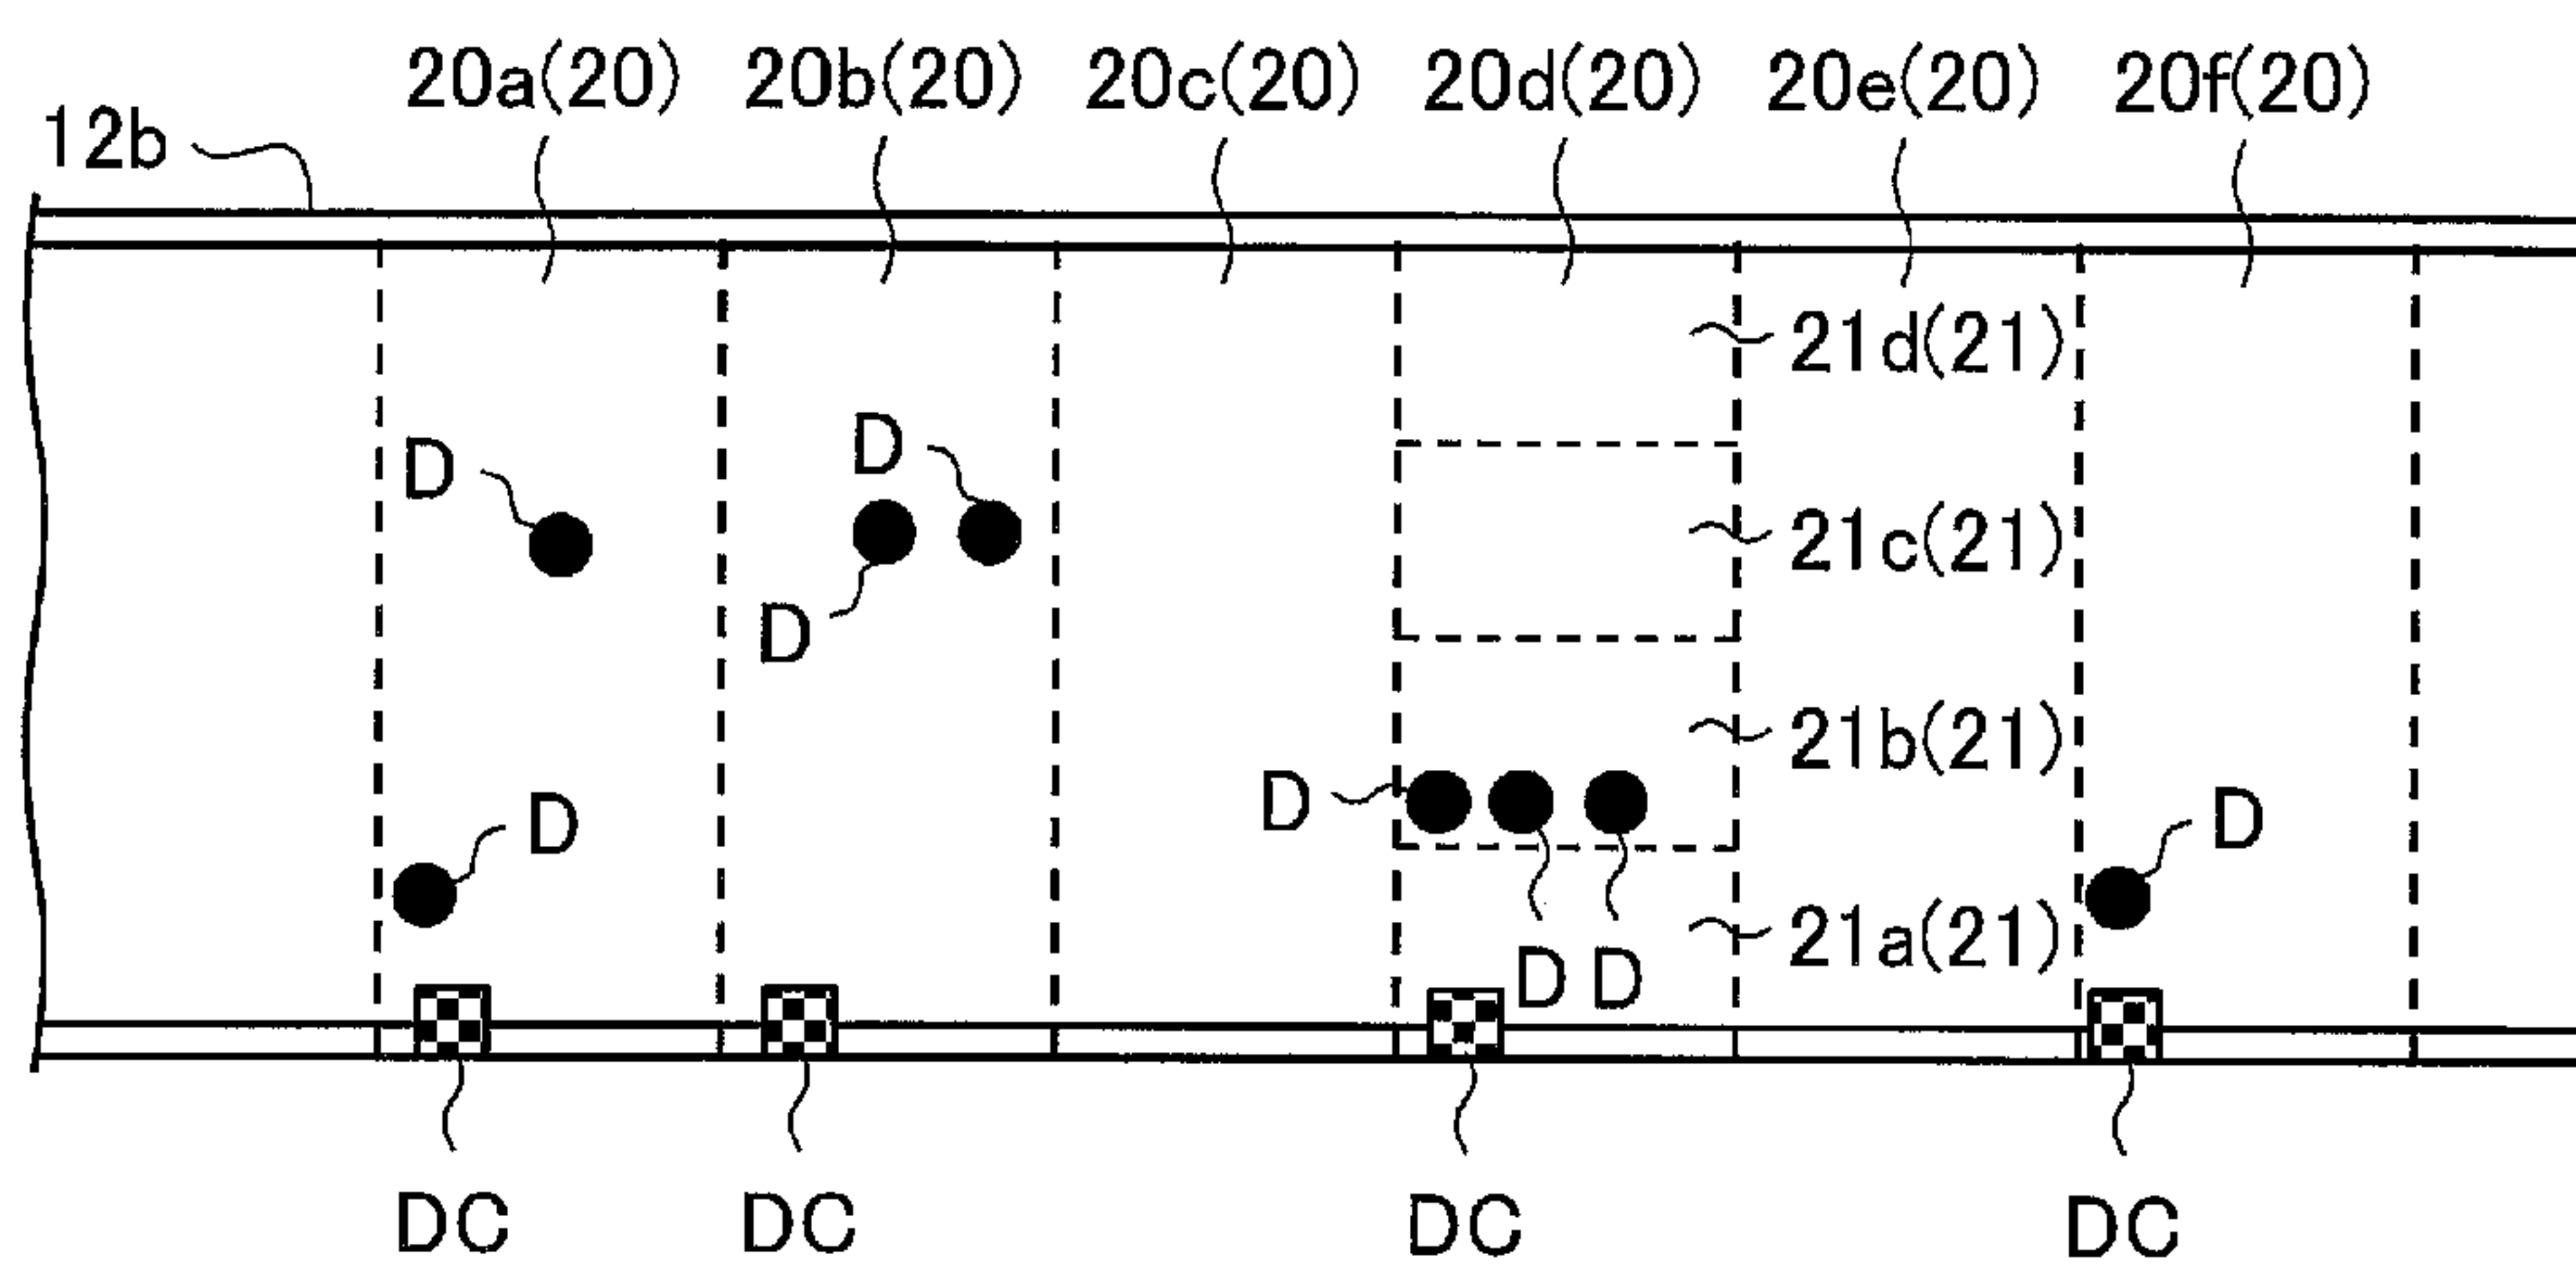 20a(20) 20b(20) 20c(20) 20d(20) 20e(20) 20f(20)
12b
21d(21)
D
D
21c(21)
D
21b(21)
D
D
D
21a(21)
D D
DC DC DC DC